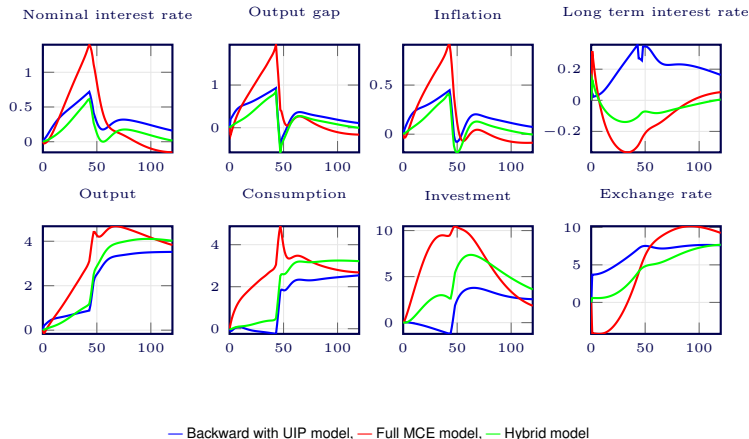 Nominal interest rate
Output gap
Inflation
Long term interest rate
1
0.5
0
0 50 100
1
0
0 50 100
0.5
0
0 50 100
0.2
0
−0.2
0 50 100
Output
Consumption
Investment
Exchange rate
4
2
0
0 50 100
4
2
0
0 50 100
10
5
0
0 50 100
10
5
0
0 50 100
Backward with UIP model, Full MCE model, Hybrid model